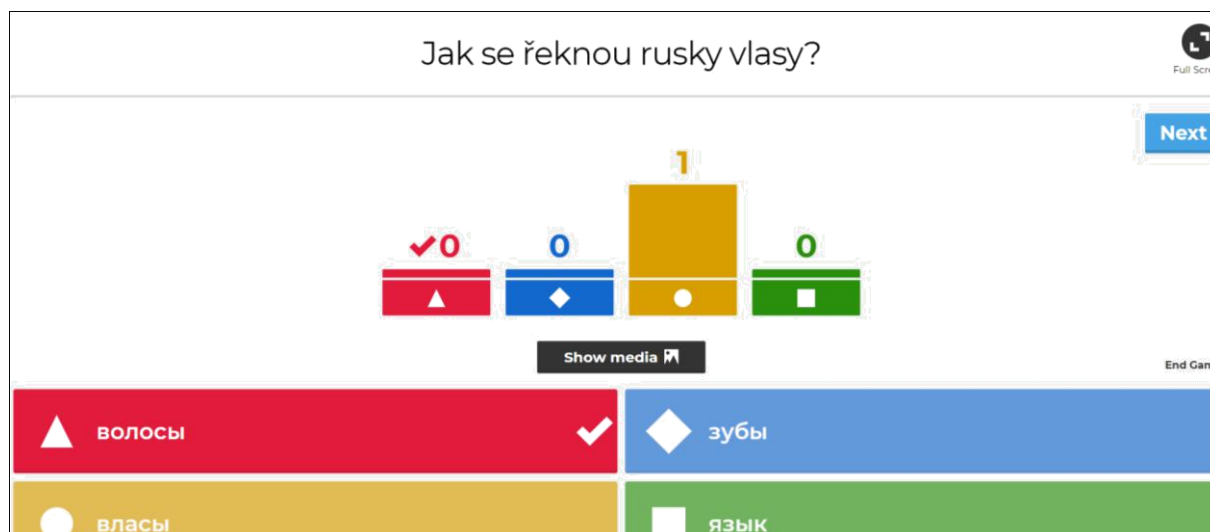 Jak se řeknou rusky vlasy?
Full Scre
Next
1
0
0
0
Show media
End Gam
волосы
зубы
власы
язык